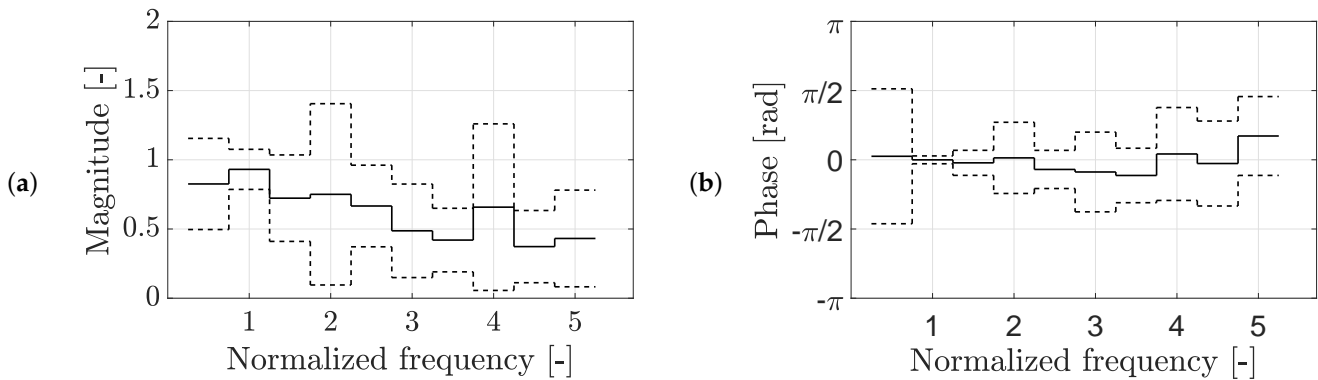 (a)
Magnitude [-]
2
1.5
1
0.5
0
1 2 3 4 5
Normalized frequency [-]
(b)
Phase [rad]
π
π/2
0
-π/2
-π
1 2 3 4 5
Normalized frequency [-]